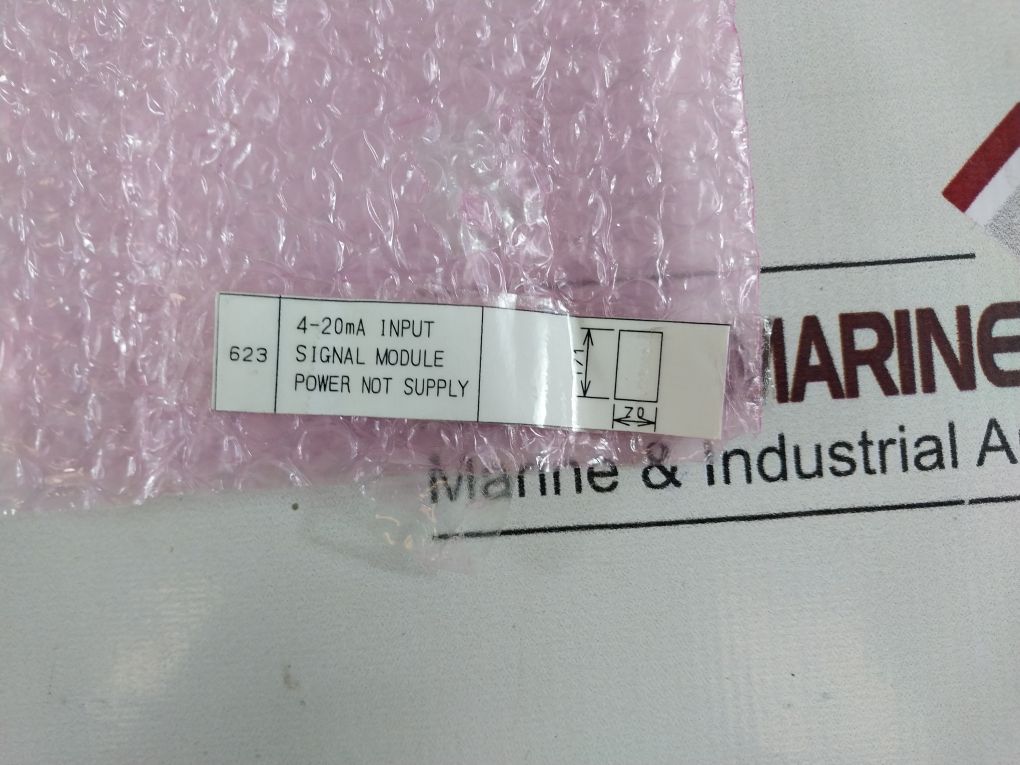 623
4-20mA INPUT
SIGNAL MODULE
POWER NOT SUPPLY
70
MARINE
Marine & Industrial A